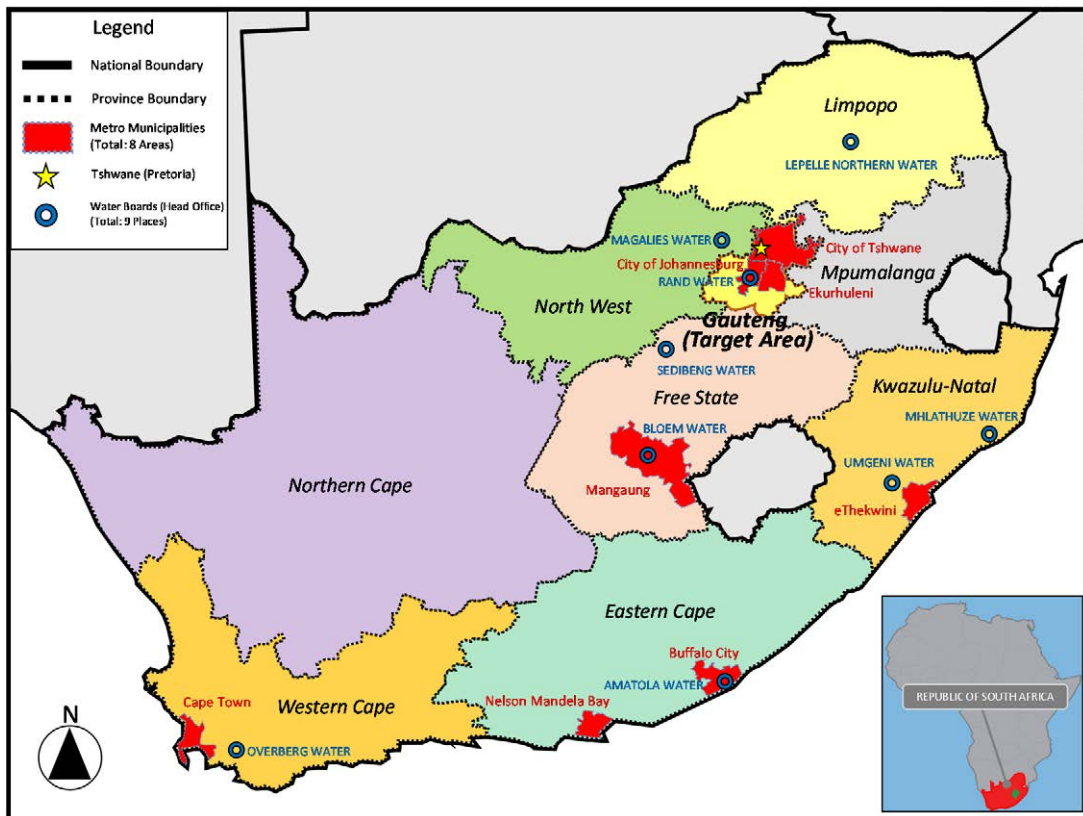 Legend
National Boundary
Province Boundary
Metro Municipalities
(Total: 8 Areas)
Tshwane (Pretoria)
Water Boards (Head Office)
(Total: 9 Places)
Limpopo
LEPELLE NORTHERN WATER
MAGALIES WATER
City of Tshwane
City of Johannesburg
Mpumalanga
RAND WATER
Ekurhuleni
North West
Gauteng
(Target Area)
SEDIBENG WATER
Kwazulu-Natal
Free State
MHLATHUZE WATER
BLOEM WATER
UMGENI WATER
Northern Cape
Mangaung
eThekwini
Eastern Cape
Buffalo City
AMATOLA WATER
Nelson Mandela Bay
Cape Town
Western Cape
OVERBERG WATER
N
REPUBLIC OF SOUTH AFRICA